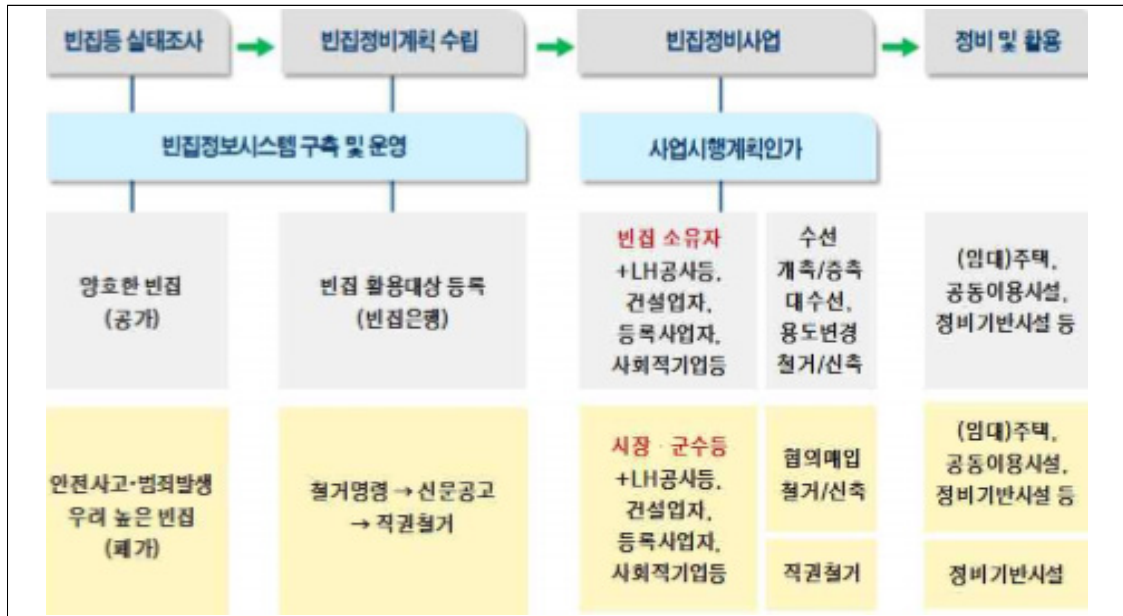 빈집등 실태조사
빈집정비계획 수립
빈집정비사업
정비 및 활용
빈집정보시스템 구축 및 운영
사업시행계획인가
양호한 빈집
(공가)
빈집 활용대상 등록
(빈집은행)
빈집 소유자
+LH공사등,
건설업자,
등록사업자,
사회적기업등
수선
개축/증축
대수선,
용도변경
철거/신축
(임대)주택,
공동이용시설,
정비기반시설 등
안전사고·범죄발생
우려 높은 빈집
(폐가)
철거명령 → 신문공고
→ 직권철거
시장·군수등
+LH공사등,
건설업자,
등록사업자,
사회적기업등
협의매입
철거/신축
직권철거
(임대)주택,
공동이용시설,
정비기반시설 등
정비기반시설